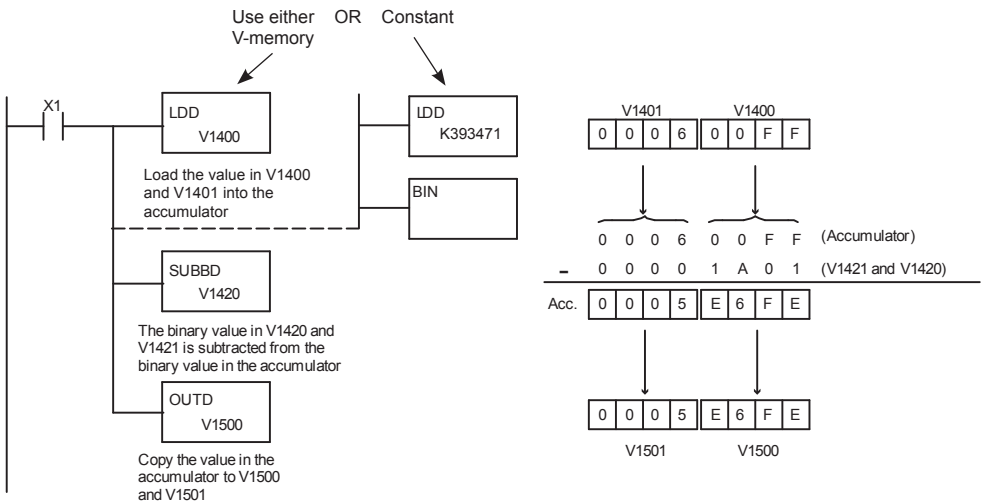 Use either OR Constant
V-memory
X1
LDD
V1400
Load the value in V1400
and V1401 into the
accumulator
LDD
K393471
BIN
SUBBD
V1420
The binary value in V1420 and
V1421 is subtracted from the
binary value in the accumulator
OUTD
V1500
Copy the value in the
accumulator to V1500
and V1501
V1401 V1400
0 0 0 6 0 0 F F
0 0 0 6 0 0 F F (Accumulator)
– 0 0 0 0 1 A 0 1 (V1421 and V1420)
Acc. 0 0 0 5 E 6 F E
0 0 0 5 E 6 F E
V1501 V1500